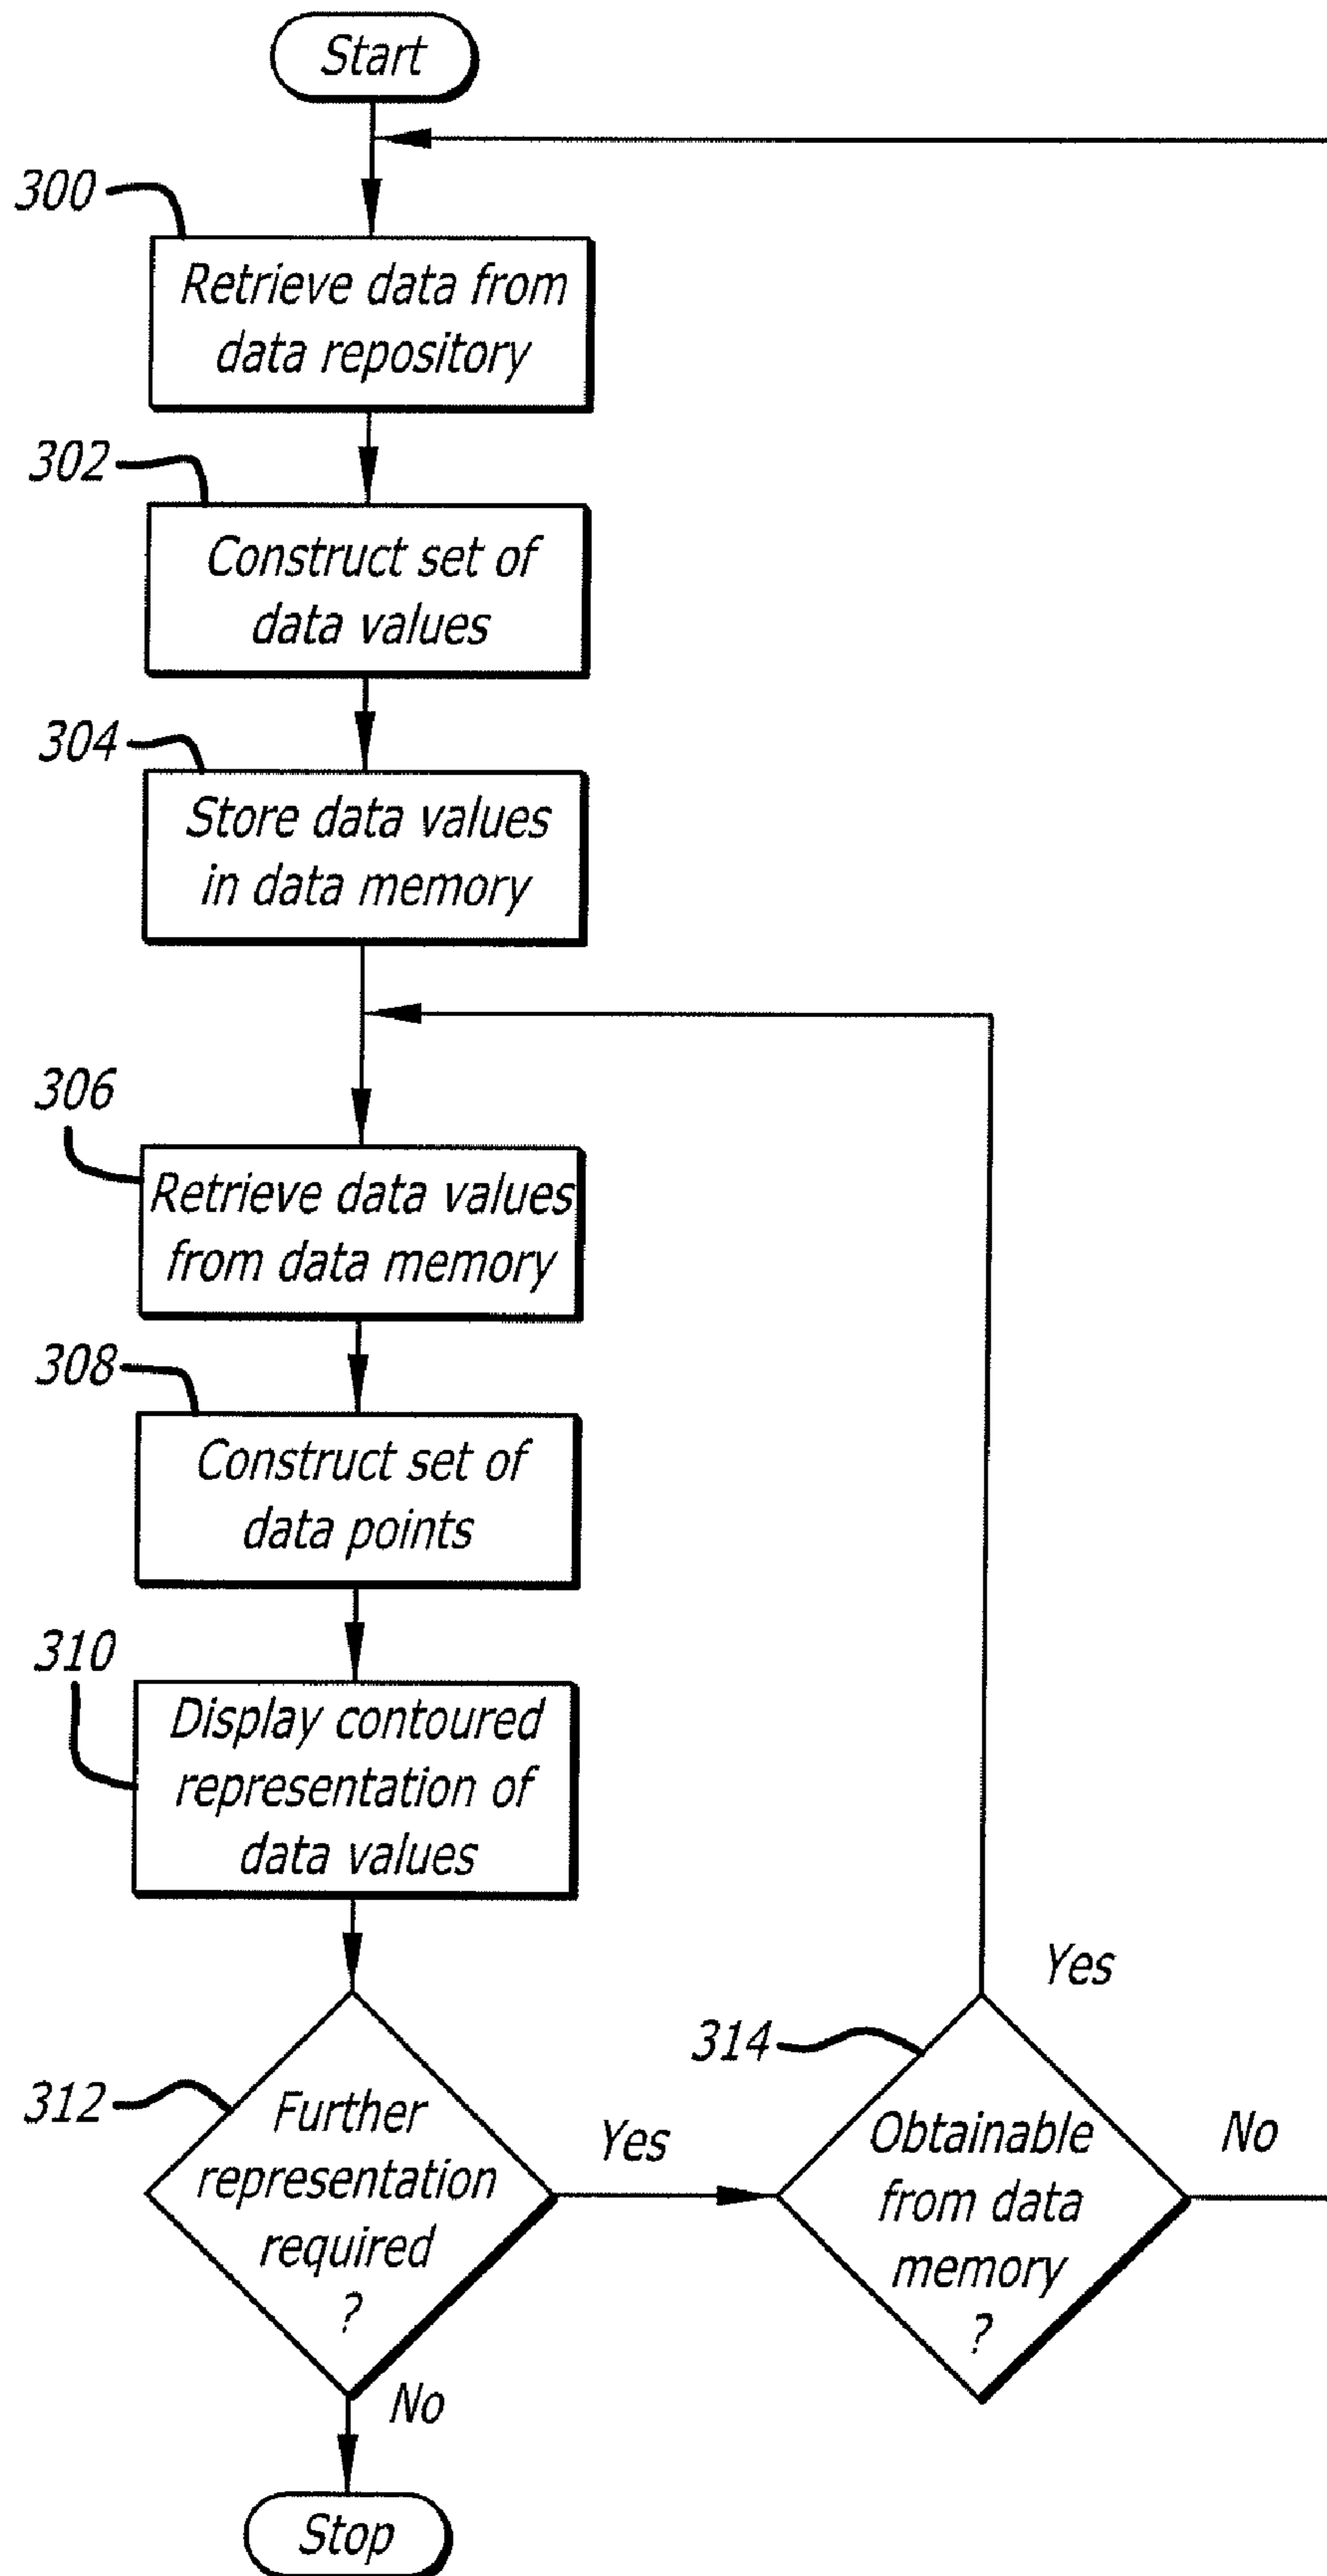 Start
300
Retrieve data from
data repository
302
Construct set of
data values
304
Store data values
in data memory
306
Retrieve data values
from data memory
308
Construct set of
data points
310
Display contoured
representation of
data values
312
Further
representation
required
?
Yes
No
314
Obtainable
from data
memory
?
Yes
No
Stop